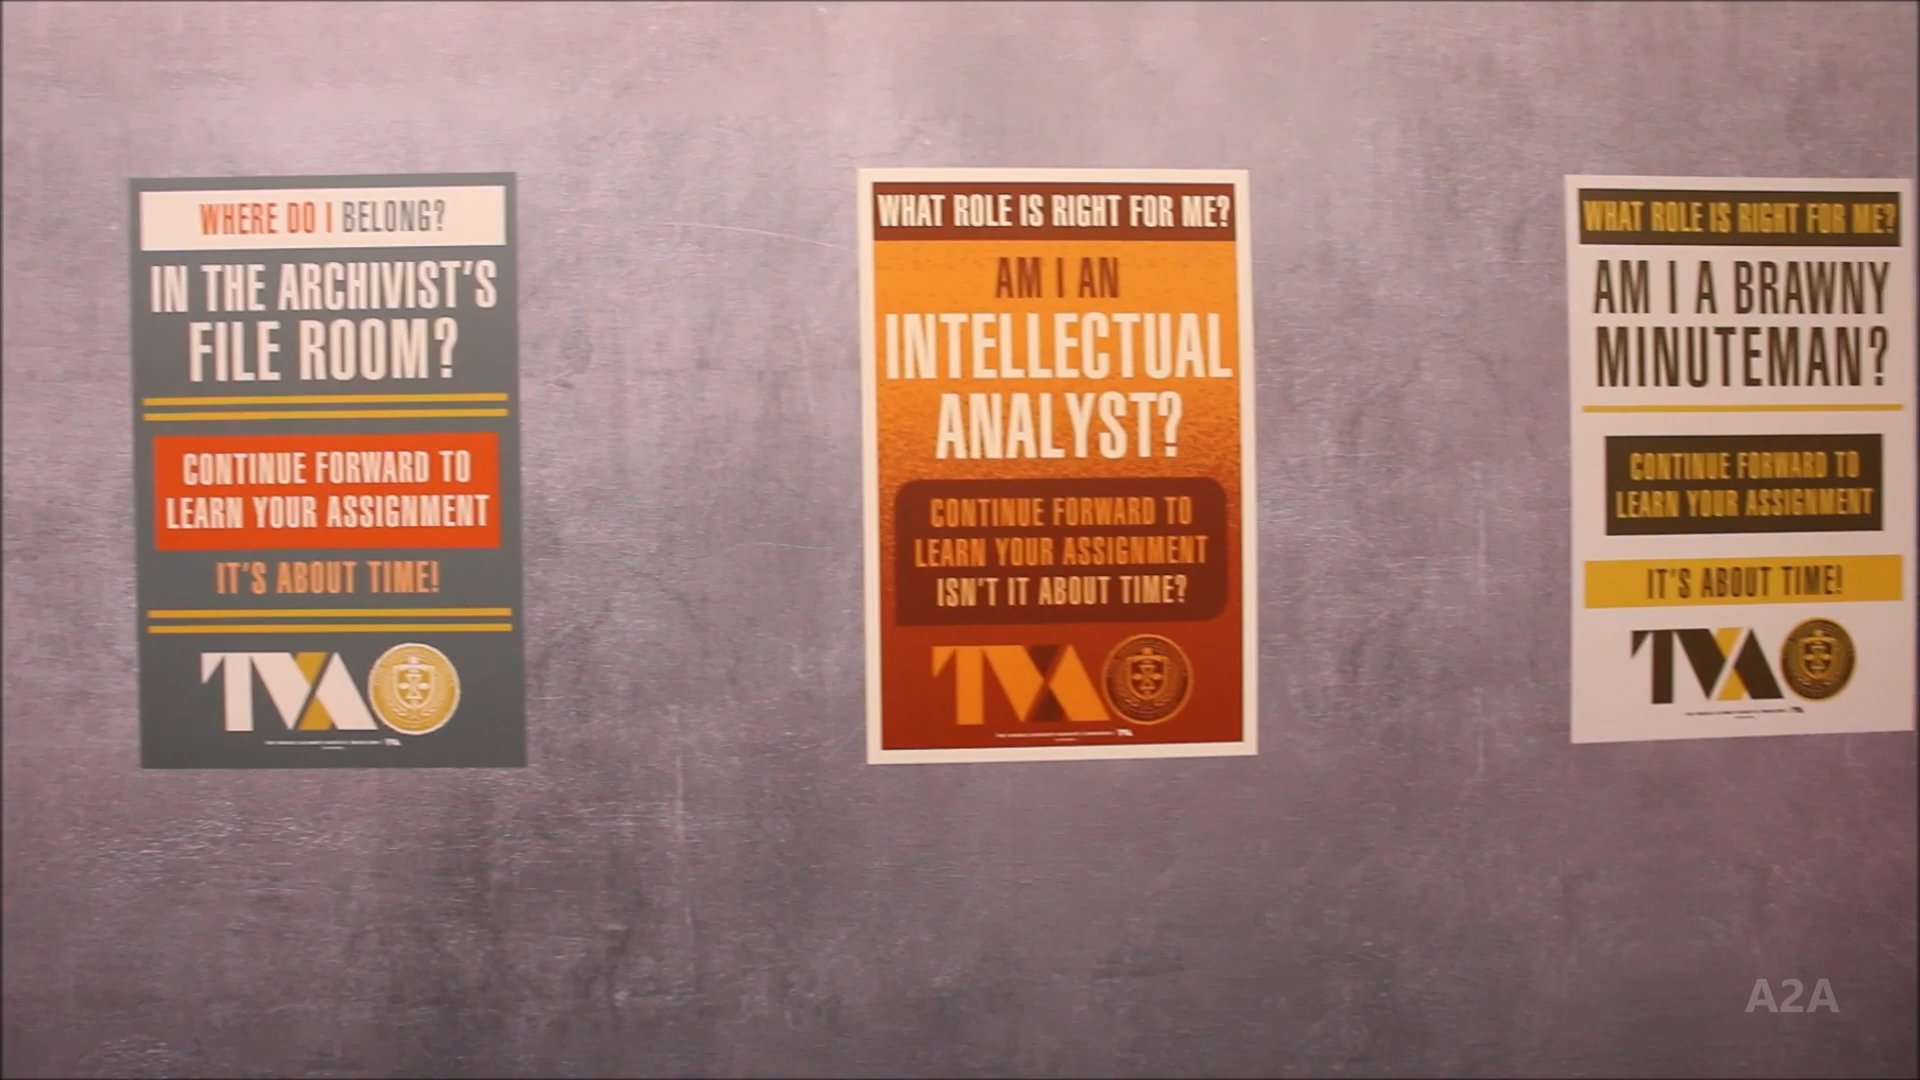 WHERE DO I BELONG?
IN THE ARCHIVIST'S
FILE ROOM?
CONTINUE FORWARD TO
LEARN YOUR ASSIGNMENT
IT'S ABOUT TIME!
TVA
WHAT ROLE IS RIGHT FOR ME?
AM I AN
INTELLECTUAL
ANALYST?
CONTINUE FORWARD TO
LEARN YOUR ASSIGNMENT
ISN'T IT ABOUT TIME?
TVA
WHAT ROLE IS RIGHT FOR ME?
AM I A BRAWNY
MINUTEMAN?
CONTINUE FORWARD TO
LEARN YOUR ASSIGNMENT
IT'S ABOUT TIME!
TVA
A2A